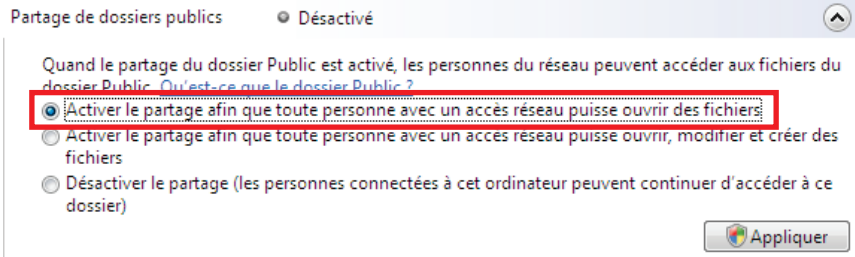 Partage de dossiers publics Désactivé
Quand le partage du dossier Public est activé, les personnes du réseau peuvent accéder aux fichiers du
dossier Public. Qu'est-ce que le dossier Public ?
Activer le partage afin que toute personne avec un accès réseau puisse ouvrir des fichiers
Activer le partage afin que toute personne avec un accès réseau puisse ouvrir, modifier et créer des
fichiers
Désactiver le partage (les personnes connectées à cet ordinateur peuvent continuer d'accéder à ce
dossier)
Appliquer